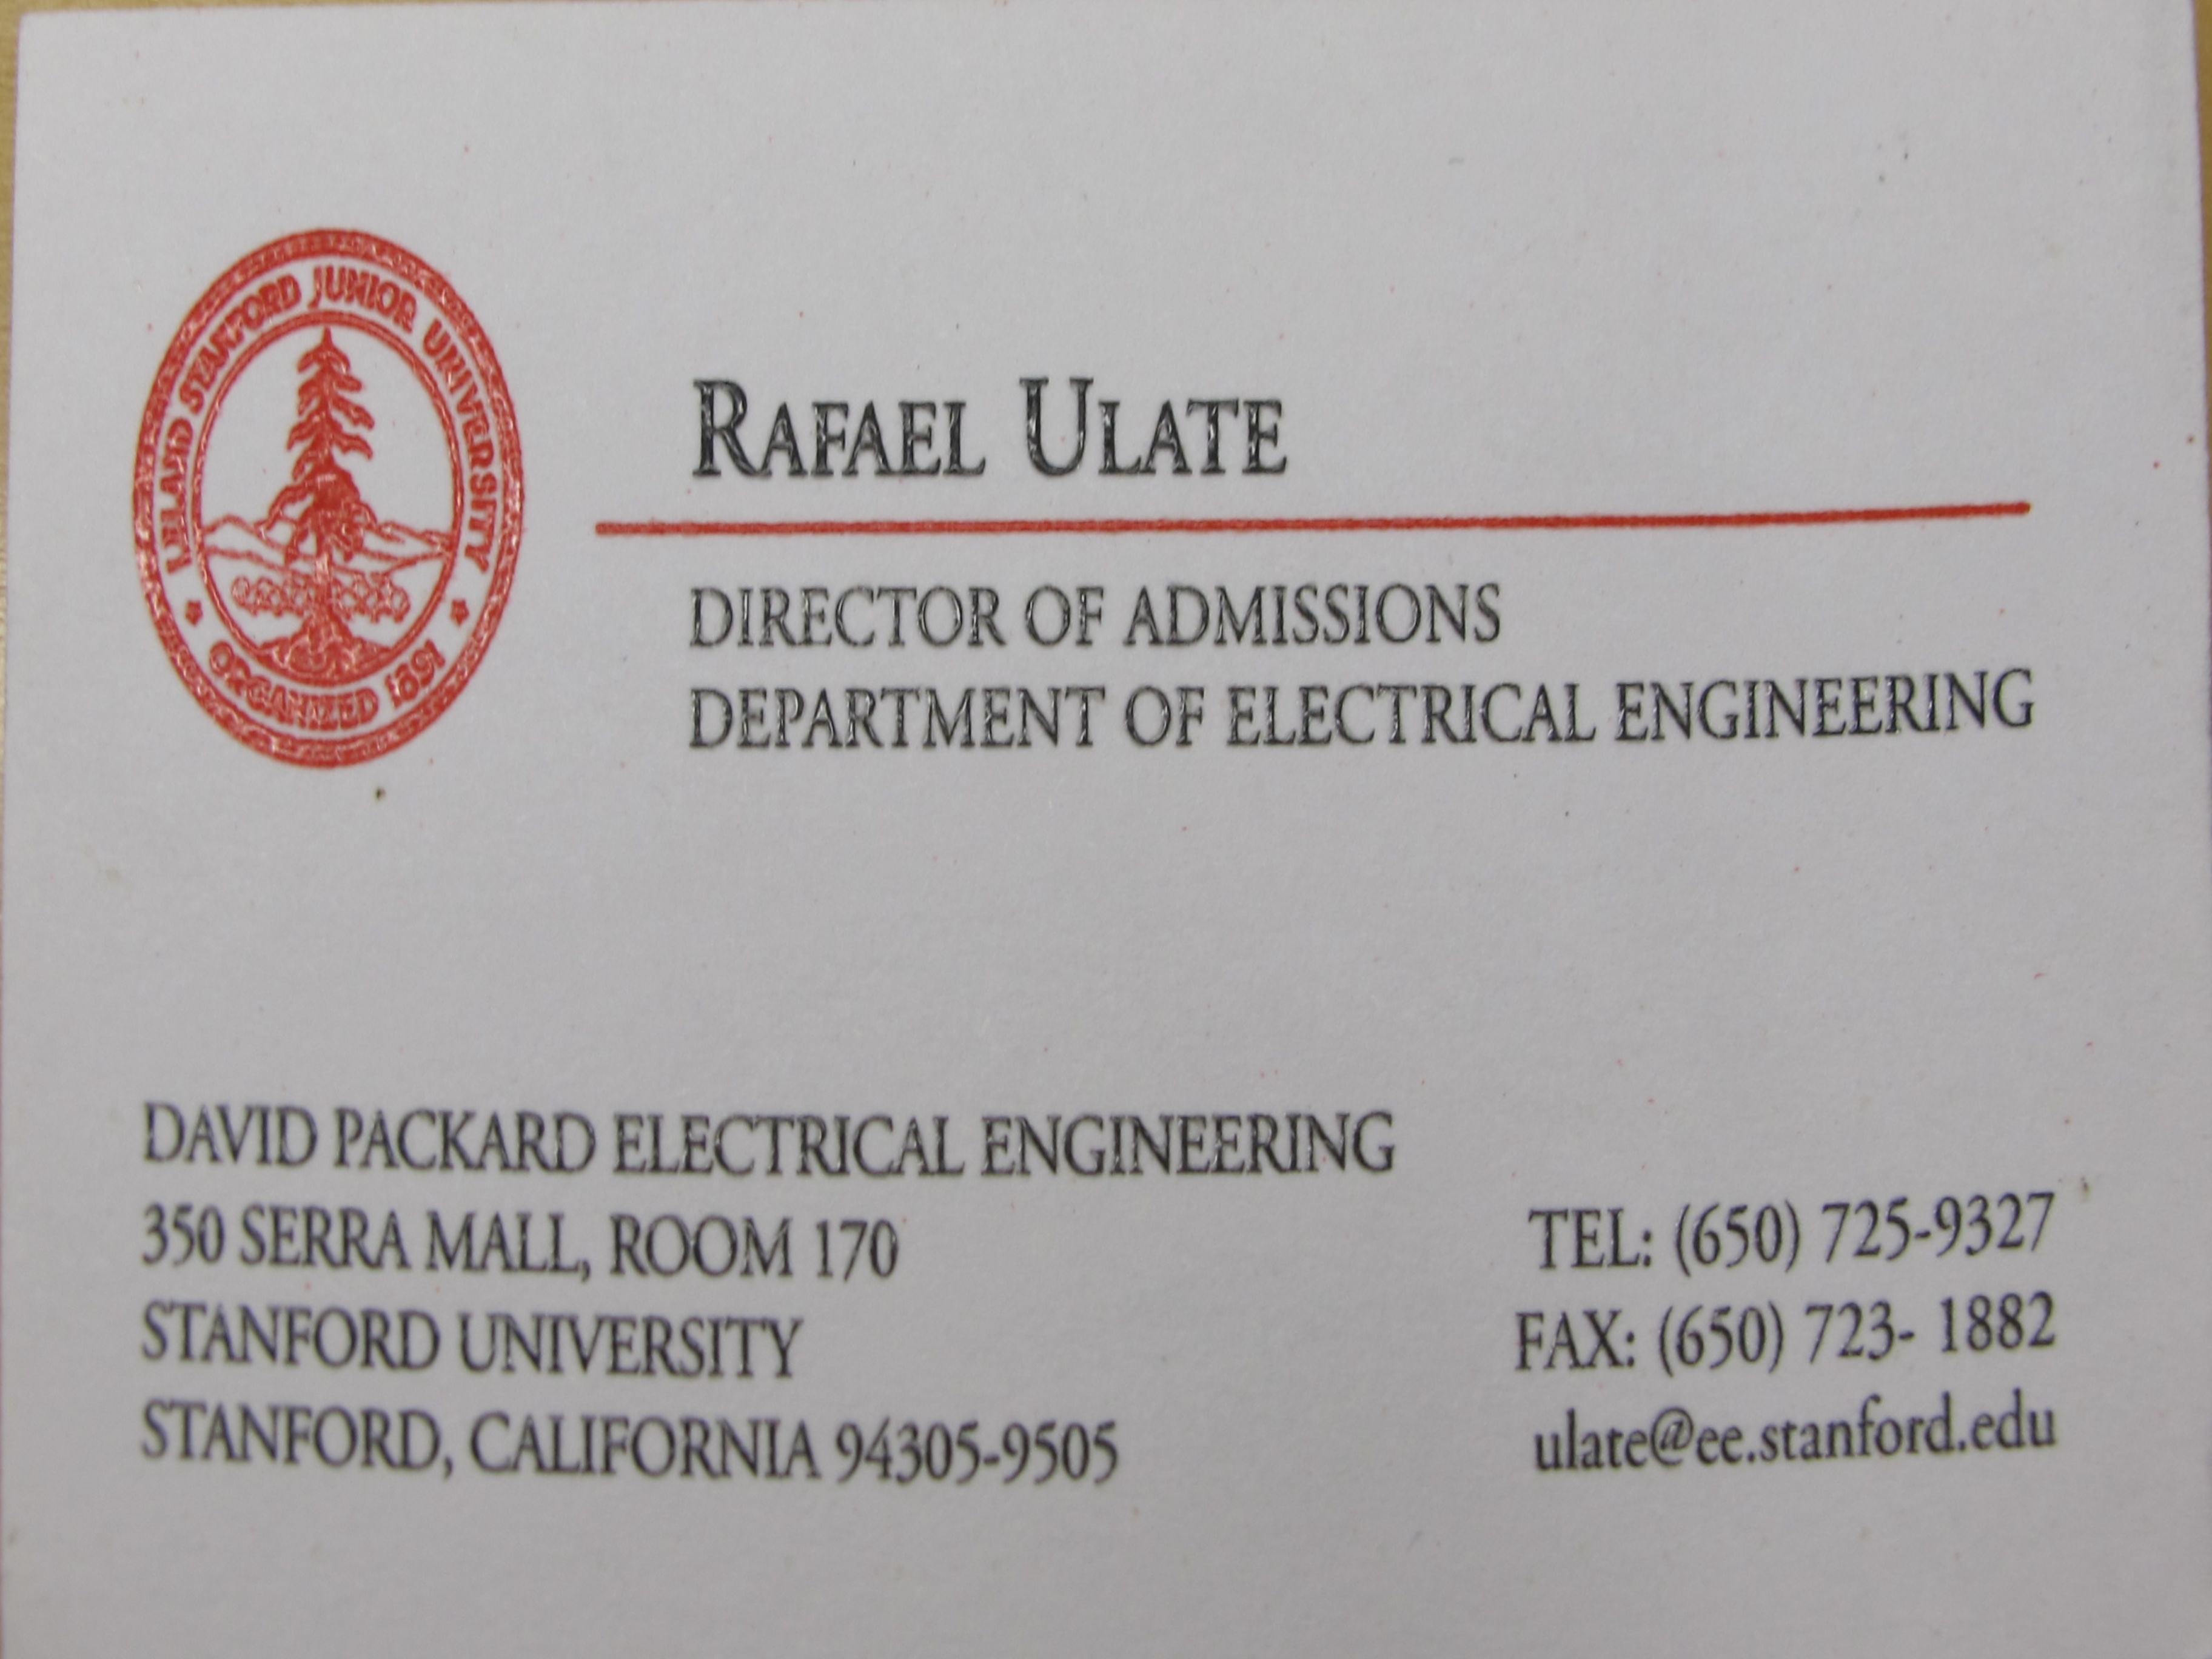 LELAND STANFORD JUNIOR UNIVERSITY
ORGANIZED 1891
RAFAEL ULATE
DIRECTOR OF ADMISSIONS
DEPARTMENT OF ELECTRICAL ENGINEERING
DAVID PACKARD ELECTRICAL ENGINEERING
350 SERRA MALL, ROOM 170
STANFORD UNIVERSITY
STANFORD, CALIFORNIA 94305-9505
TEL: (650) 725-9327
FAX: (650) 723- 1882
ulate@ee.stanford.edu